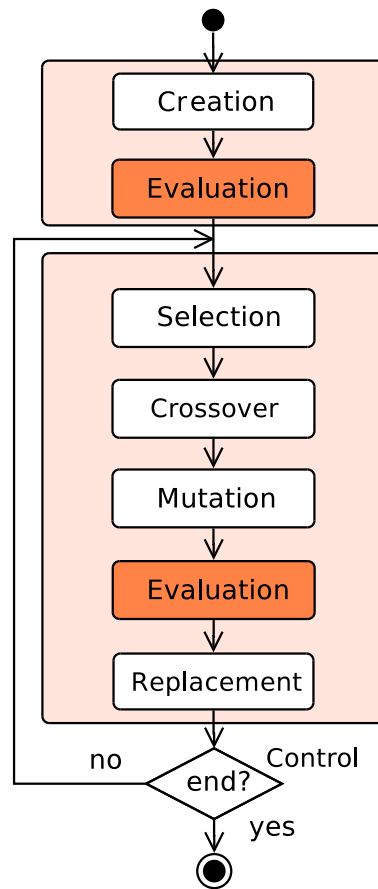 Creation
Evaluation
Selection
Crossover
Mutation
Evaluation
Replacement
no
Control
end?
yes